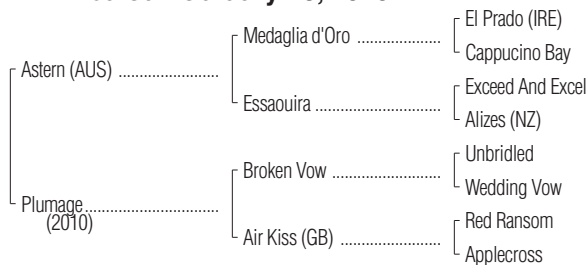 El Prado (IRE)
Medaglia d'Oro ........................
Cappucino Bay
Astern (AUS) ........................
Exceed And Excel
Essaouira ........................
Alizes (NZ)
Unbridled
Broken Vow ........................
Wedding Vow
Plumage ........................
(2010)
Red Ransom
Air Kiss (GB) ........................
Applecross